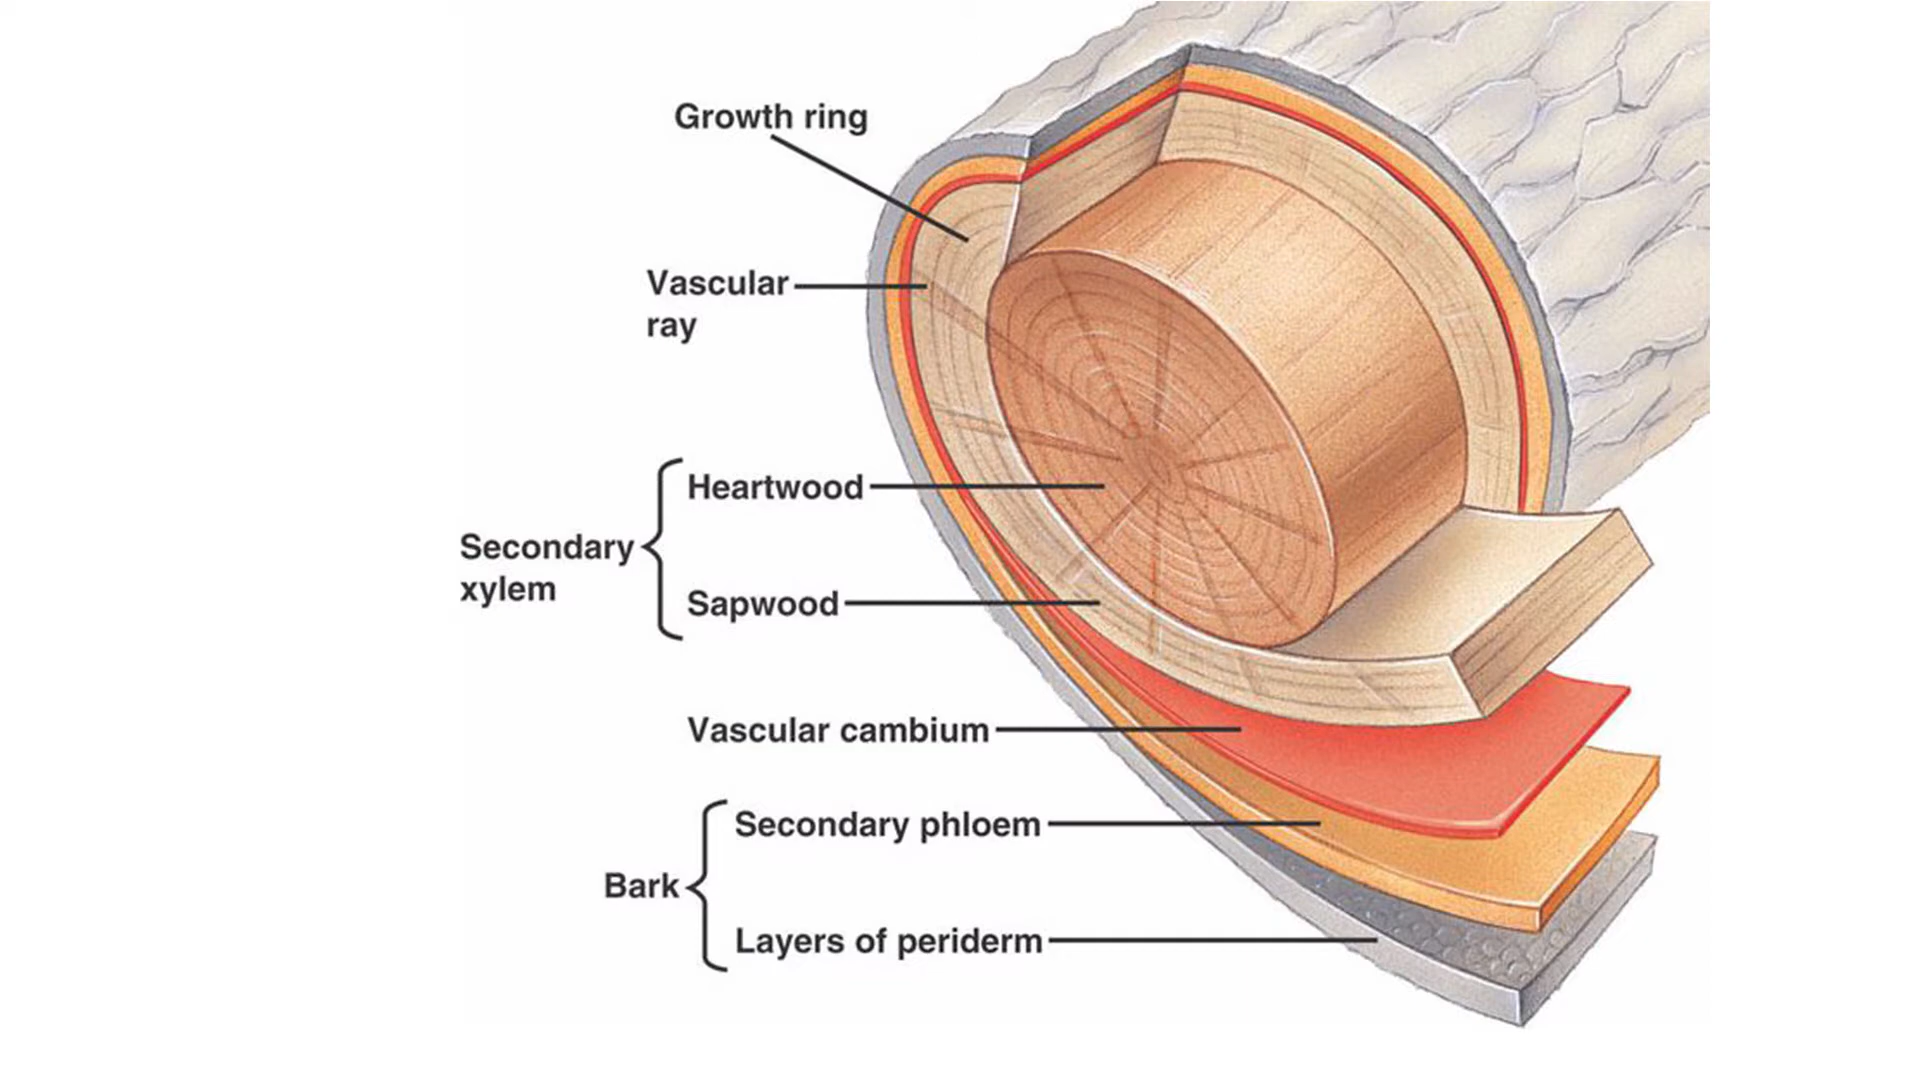 Growth ring
Vascular
ray
Heartwood
Secondary
xylem
Sapwood
Vascular cambium
Secondary phloem
Bark
Layers of periderm